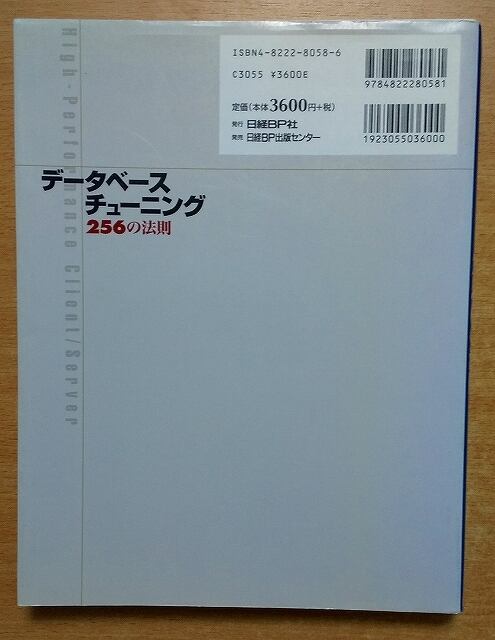 ISBN4-8222-8058-6
C3055 ¥3600E
定価(本体3600円+税)
発行 日経BP社
発売 日経BP出版センター
9784822280581
1923055036000
データベース
チューニング
256の法則
High-Performance Client/Server